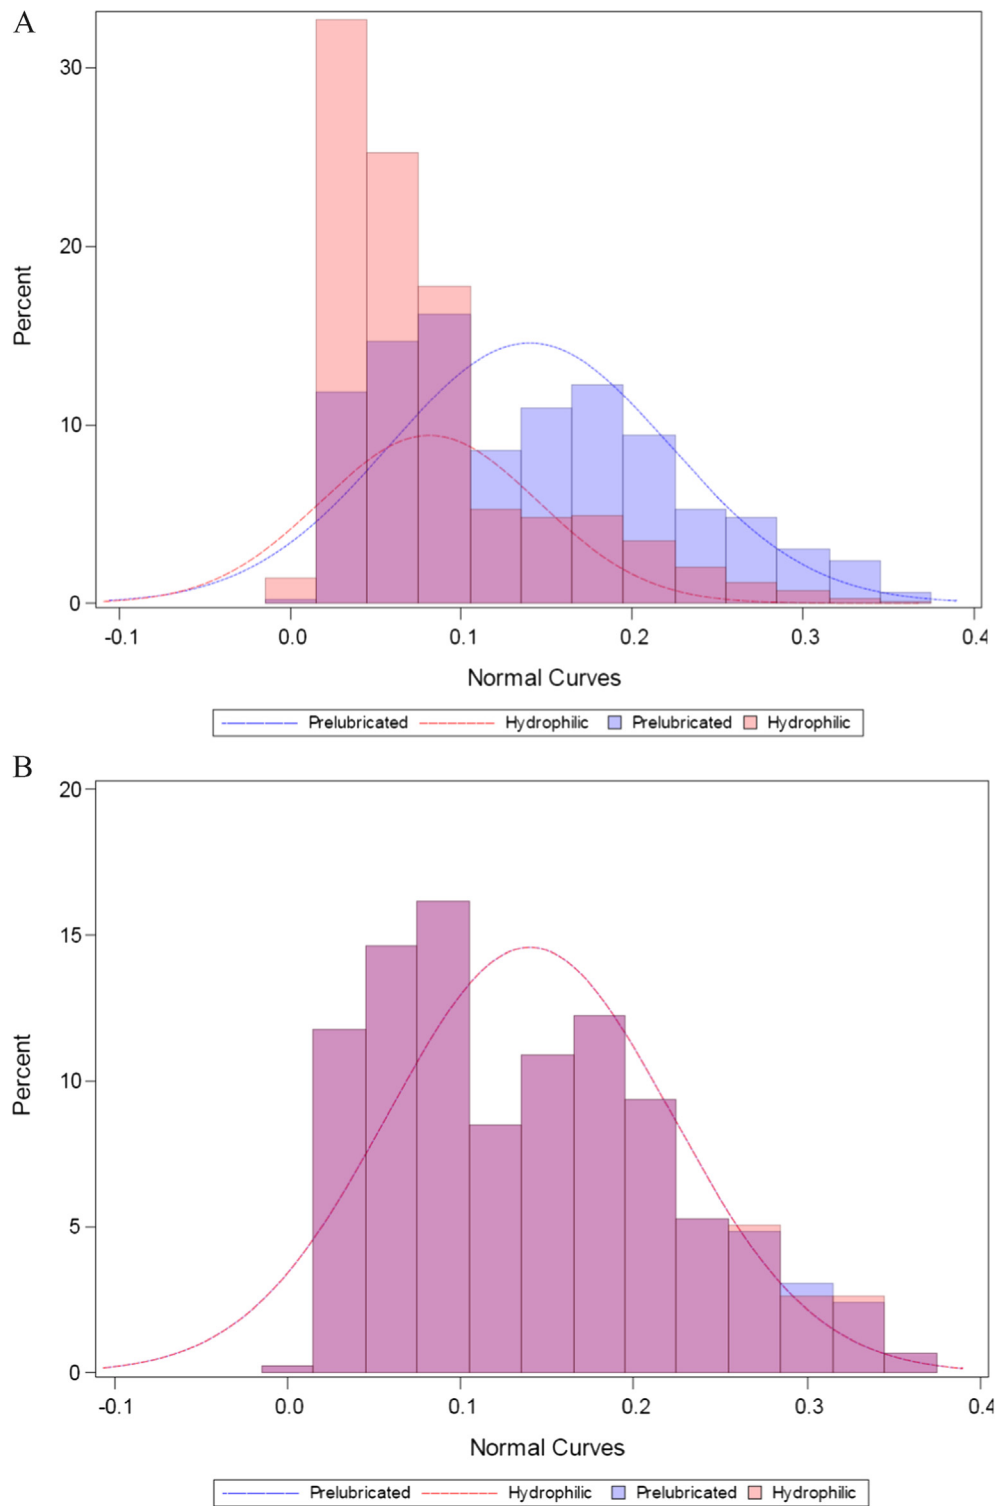 A
30
20
10
0
Percent
-0.1 0.0 0.1 0.2 0.3 0.4
Normal Curves
Prelubricated Hydrophilic Prelubricated Hydrophilic
B
20
15
10
5
0
Percent
-0.1 0.0 0.1 0.2 0.3 0.4
Normal Curves
Prelubricated Hydrophilic Prelubricated Hydrophilic